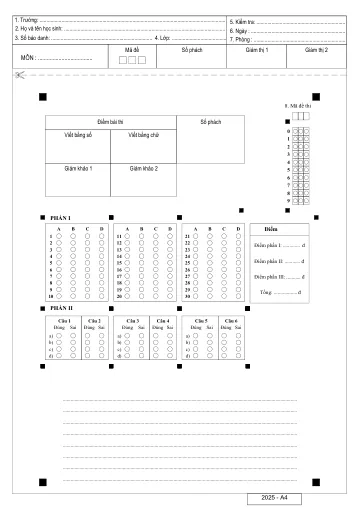 1. Trường: ........................
2. Họ và tên học sinh: ........................
3. Số báo danh: ........................ 4. Lớp: ........................
5. Kiểm tra: ........................
6. Ngày : ........................
7. Phòng : ........................
MÔN : ........................
Mã đề
Số phách
Giám thị 1
Giám thị 2
8. Mã đề thi
Điểm bài thi
Số phách
Viết bằng số
Viết bằng chữ
Giám khảo 1
Giám khảo 2
0
1
2
3
4
5
6
7
8
9
PHẦN I
A B C D
1
2
3
4
5
6
7
8
9
10
A B C D
11
12
13
14
15
16
17
18
19
20
A B C D
21
22
23
24
25
26
27
28
29
30
Điểm
Điểm phần I: ............ đ
Điểm phần II: ............ đ
Điểm phần III: ............ đ
Tổng: ................. đ
PHẦN II
Câu 1 Câu 2
Đúng Sai Đúng Sai
a)
b)
c)
d)
Câu 3 Câu 4
Đúng Sai Đúng Sai
a)
b)
c)
d)
Câu 5 Câu 6
Đúng Sai Đúng Sai
a)
b)
c)
d)
2025 - A4